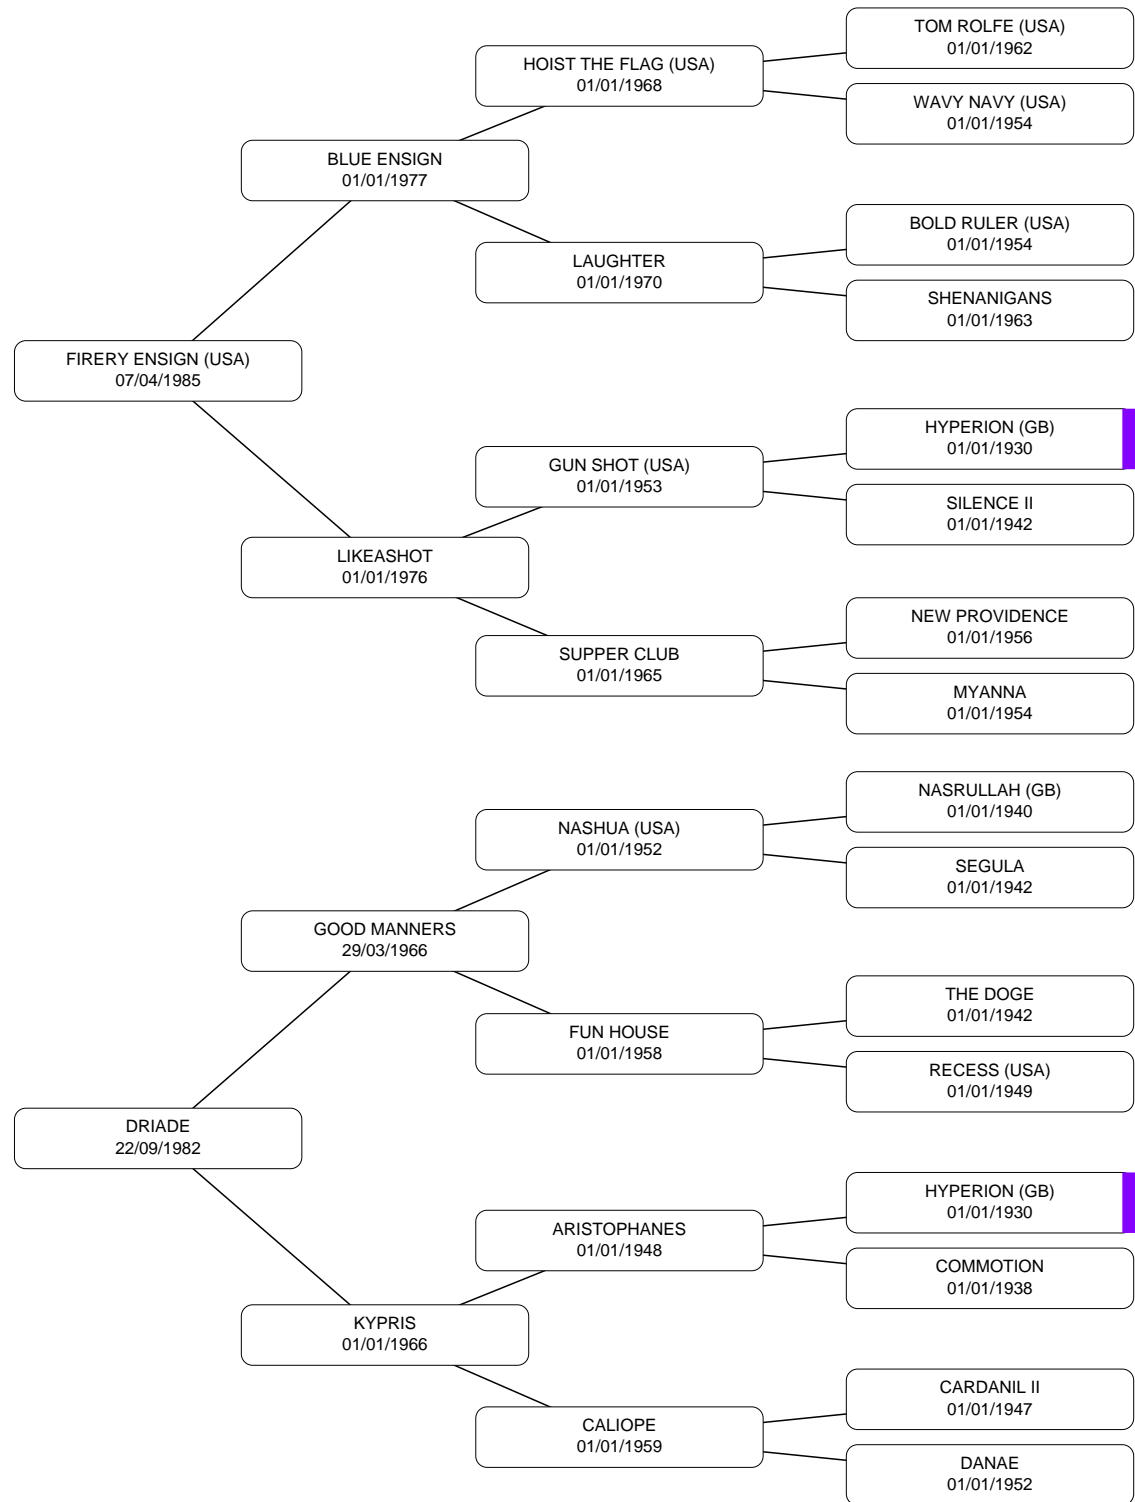 TOM ROLFE (USA)
01/01/1962
HOIST THE FLAG (USA)
01/01/1968
WAVY NAVY (USA)
01/01/1954
BLUE ENSIGN
01/01/1977
BOLD RULER (USA)
01/01/1954
LAUGHTER
01/01/1970
SHENANIGANS
01/01/1963
FIRERY ENSIGN (USA)
07/04/1985
HYPERION (GB)
01/01/1930
GUN SHOT (USA)
01/01/1953
SILENCE II
01/01/1942
LIKEASHOT
01/01/1976
NEW PROVIDENCE
01/01/1956
SUPPER CLUB
01/01/1965
MYANNA
01/01/1954
NASRULLAH (GB)
01/01/1940
NASHUA (USA)
01/01/1952
SEGULA
01/01/1942
GOOD MANNERS
29/03/1966
THE DOGE
01/01/1942
FUN HOUSE
01/01/1958
RECESS (USA)
01/01/1949
DRIADE
22/09/1982
HYPERION (GB)
01/01/1930
ARISTOPHANES
01/01/1948
COMMOTION
01/01/1938
KYPRIS
01/01/1966
CARDANIL II
01/01/1947
CALIOPE
01/01/1959
DANAE
01/01/1952